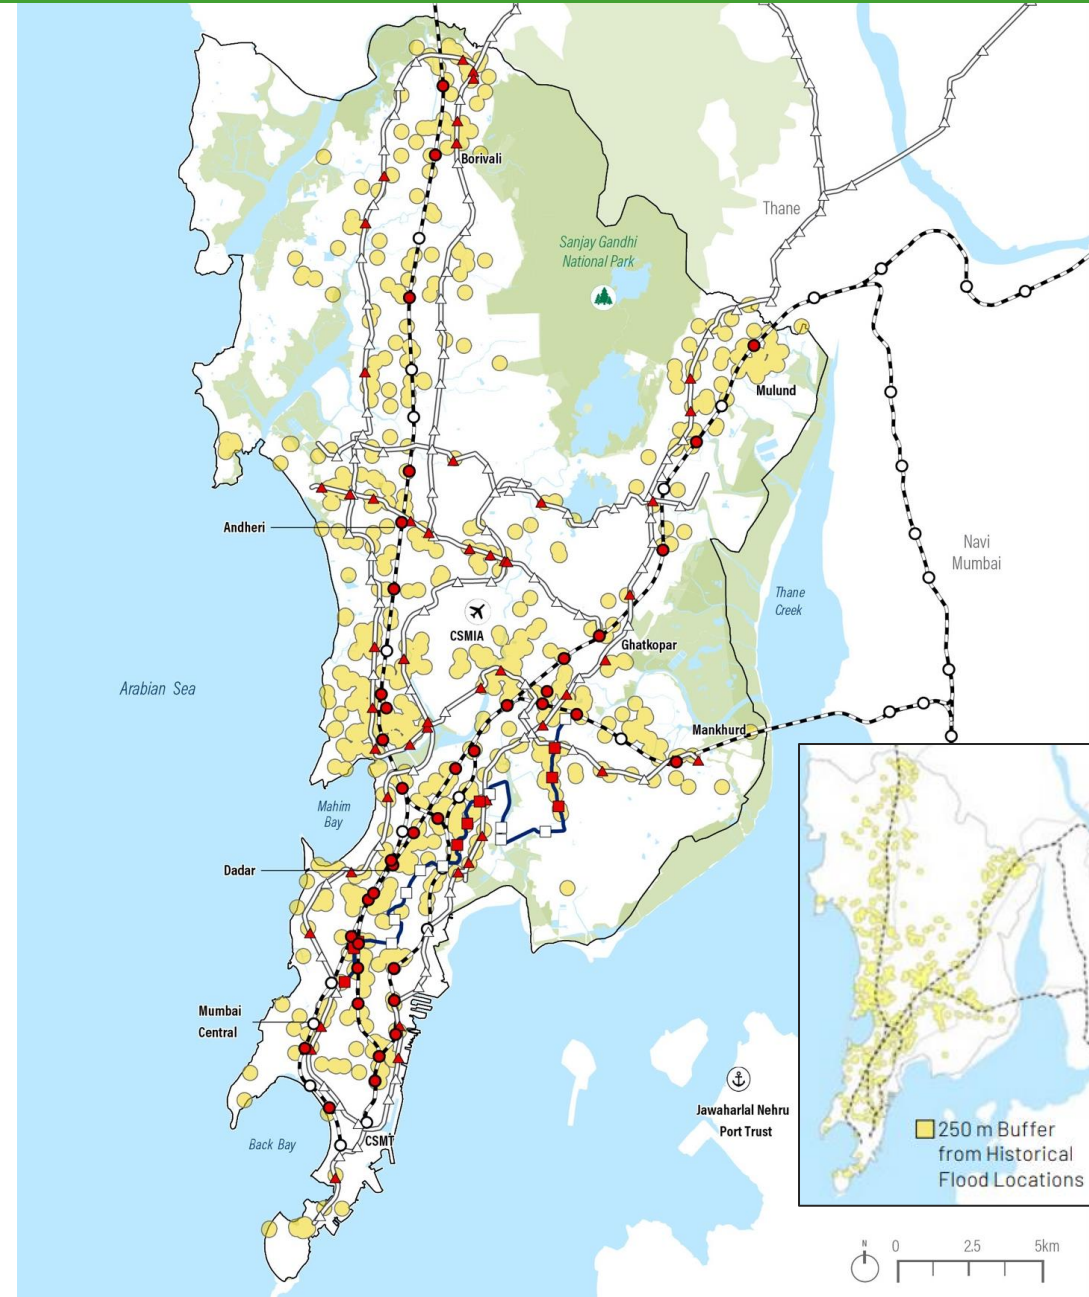 Borivali
Thane
Sanjay Gandhi
National Park
Mulund
Andheri
Navi
Mumbai
Thane
Creek
CSMIA
Ghatkopar
Arabian Sea
Mankhurd
Mahim
Bay
Dadar
Mumbai
Central
Jawaharlal Nehru
Port Trust
Back Bay
CSMT
250 m Buffer
from Historical
Flood Locations
N
0 2.5 5km